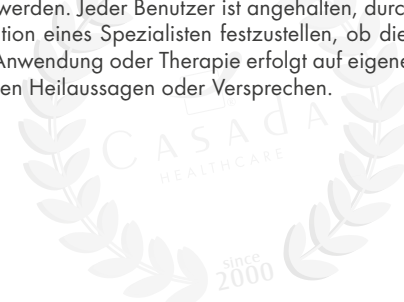 werden. Jeder Benutzer ist angehalten, durc
tion eines Spezialisten festzustellen, ob die
Anwendung oder Therapie erfolgt auf eigene
en Heilaussagen oder Versprechen.
CASADA
HEALTHCARE
since
2000